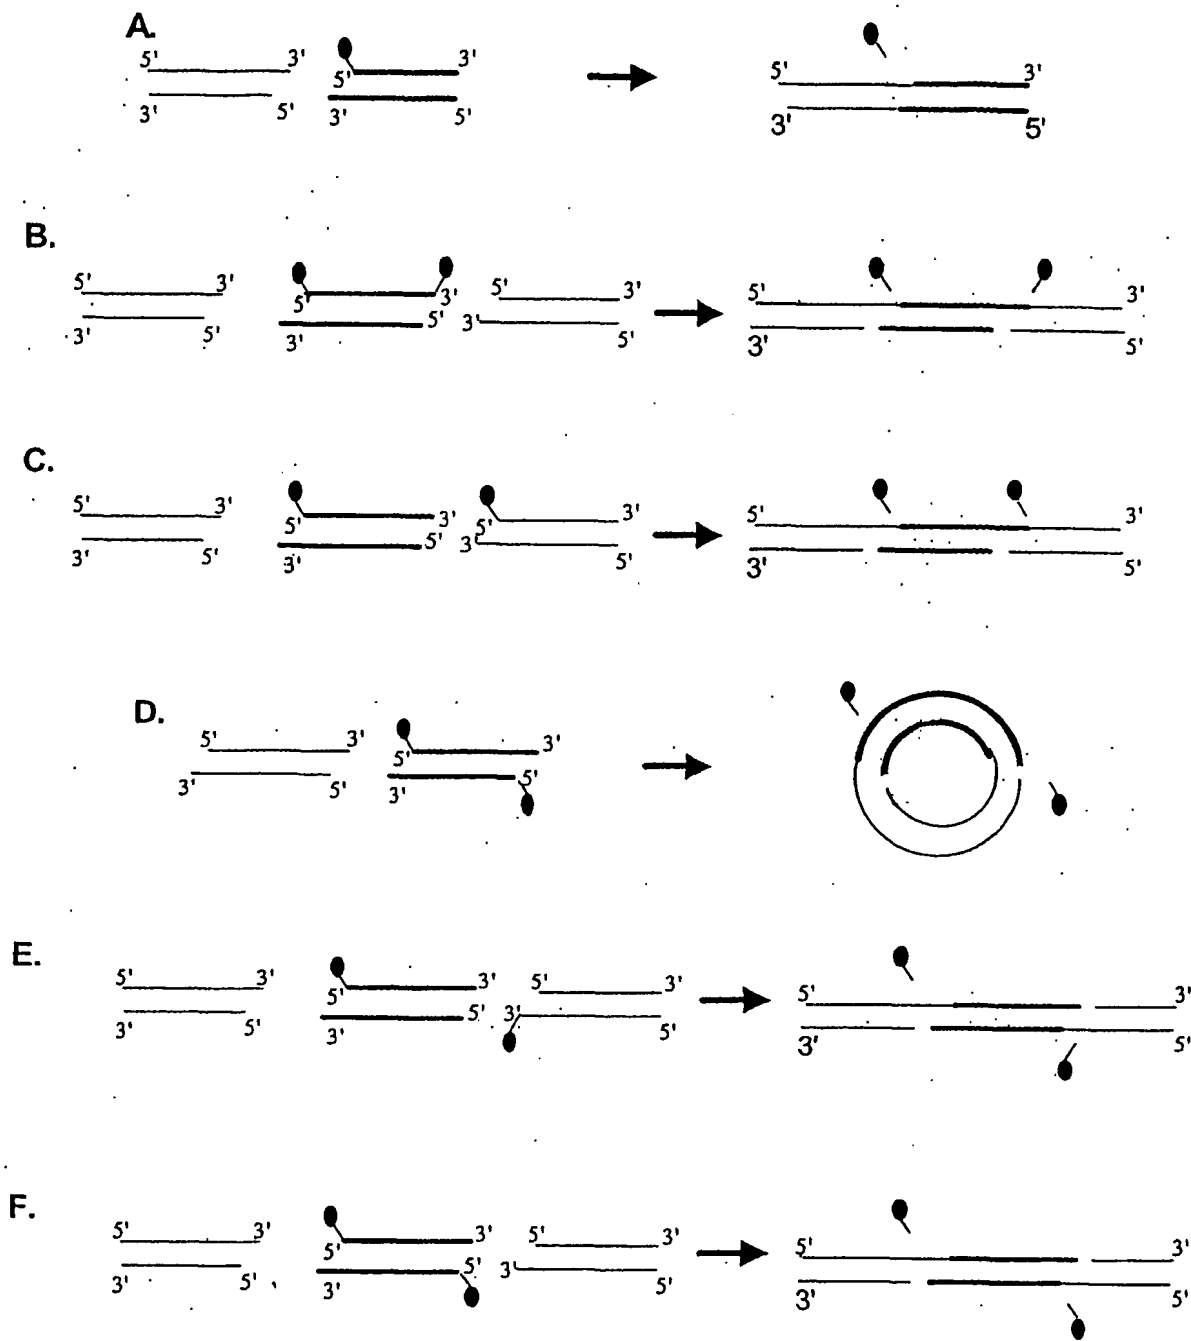 A.
5' 3' 5' 3' 5' 3'
3' 5' 3' 5' 3' 5'
B.
5' 3' 5' 3' 5' 3' 5' 3'
3' 5' 3' 5' 3' 5' 3' 5'
C.
5' 3' 5' 3' 5' 3' 5' 3'
3' 5' 3' 5' 3' 5' 3' 5'
D.
5' 3' 5' 3'
3' 5' 3' 5'
E.
5' 3' 5' 3' 5' 3' 5' 3'
3' 5' 3' 5' 3' 5' 3' 5'
F.
5' 3' 5' 3' 5' 3' 5' 3'
3' 5' 3' 5' 3' 5' 3' 5'